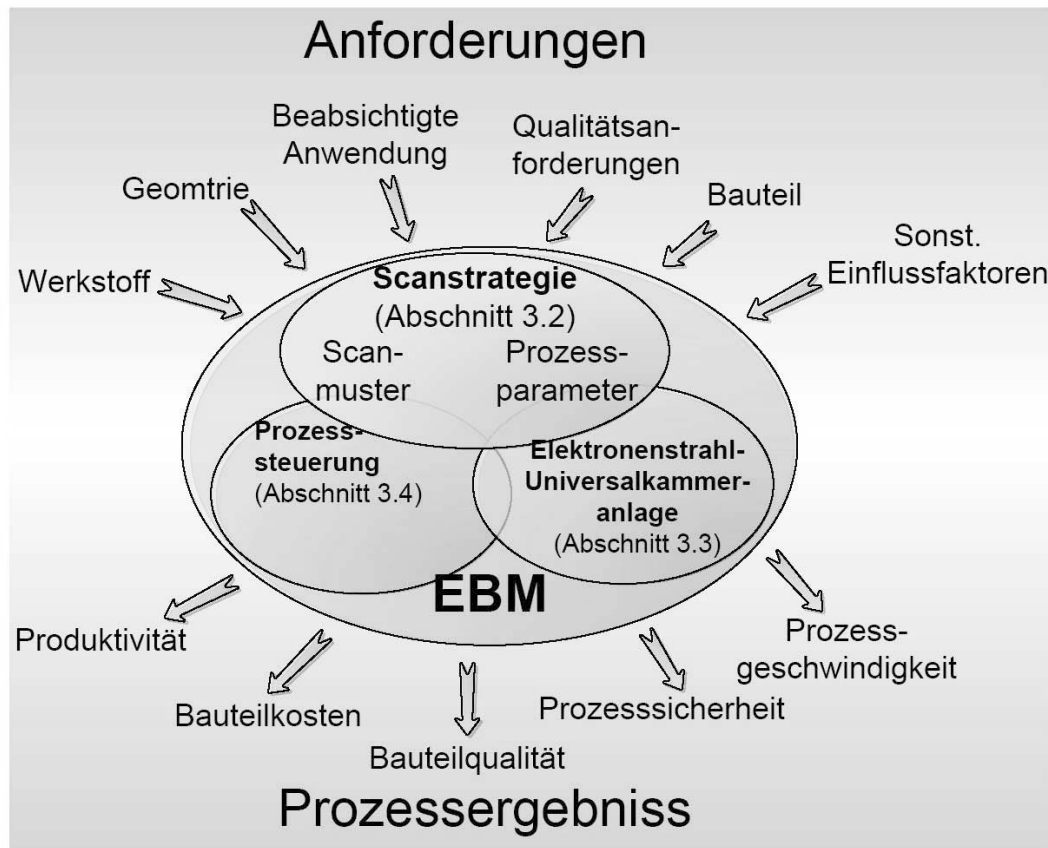 Anforderungen
Beabsichtigte
Anwendung
Qualitätsan-
forderungen
Geomtrie
Bauteil
Werkstoff
Sonst.
Einflussfaktoren
Scanstrategie
(Abschnitt 3.2)
Scan-
muster
Prozess-
parameter
Prozess-
steuerung
(Abschnitt 3.4)
Elektronenstrahl-
Universalkammer-
anlage
(Abschnitt 3.3)
EBM
Produktivität
Bauteilkosten
Bauteilqualität
Prozesssicherheit
Prozess-
geschwindigkeit
Prozessergebniss